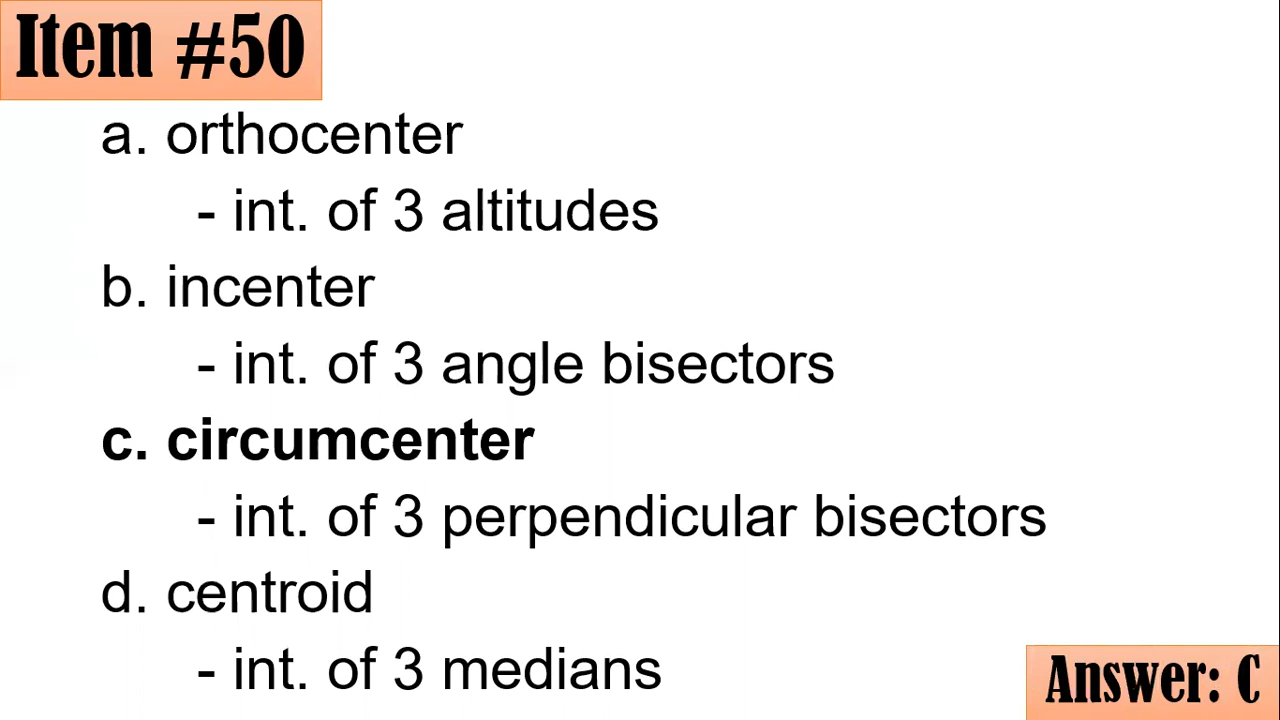 Item #50
a. orthocenter
- int. of 3 altitudes
b. incenter
- int. of 3 angle bisectors
c. circumcenter
- int. of 3 perpendicular bisectors
d. centroid
- int. of 3 medians
Answer: C